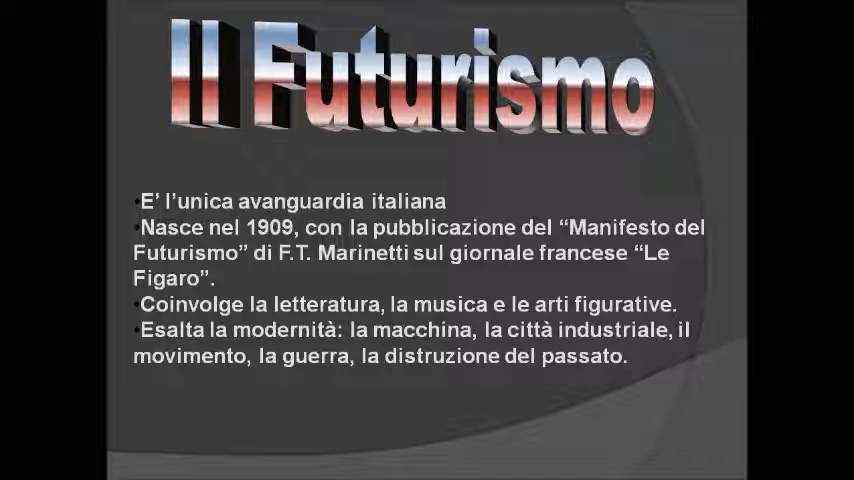 Il Futurismo
•E’ l’unica avanguardia italiana
•Nasce nel 1909, con la pubblicazione del “Manifesto del
Futurismo” di F.T. Marinetti sul giornale francese “Le
Figaro”.
•Coinvolge la letteratura, la musica e le arti figurative.
•Esalta la modernità: la macchina, la città industriale, il
movimento, la guerra, la distruzione del passato.